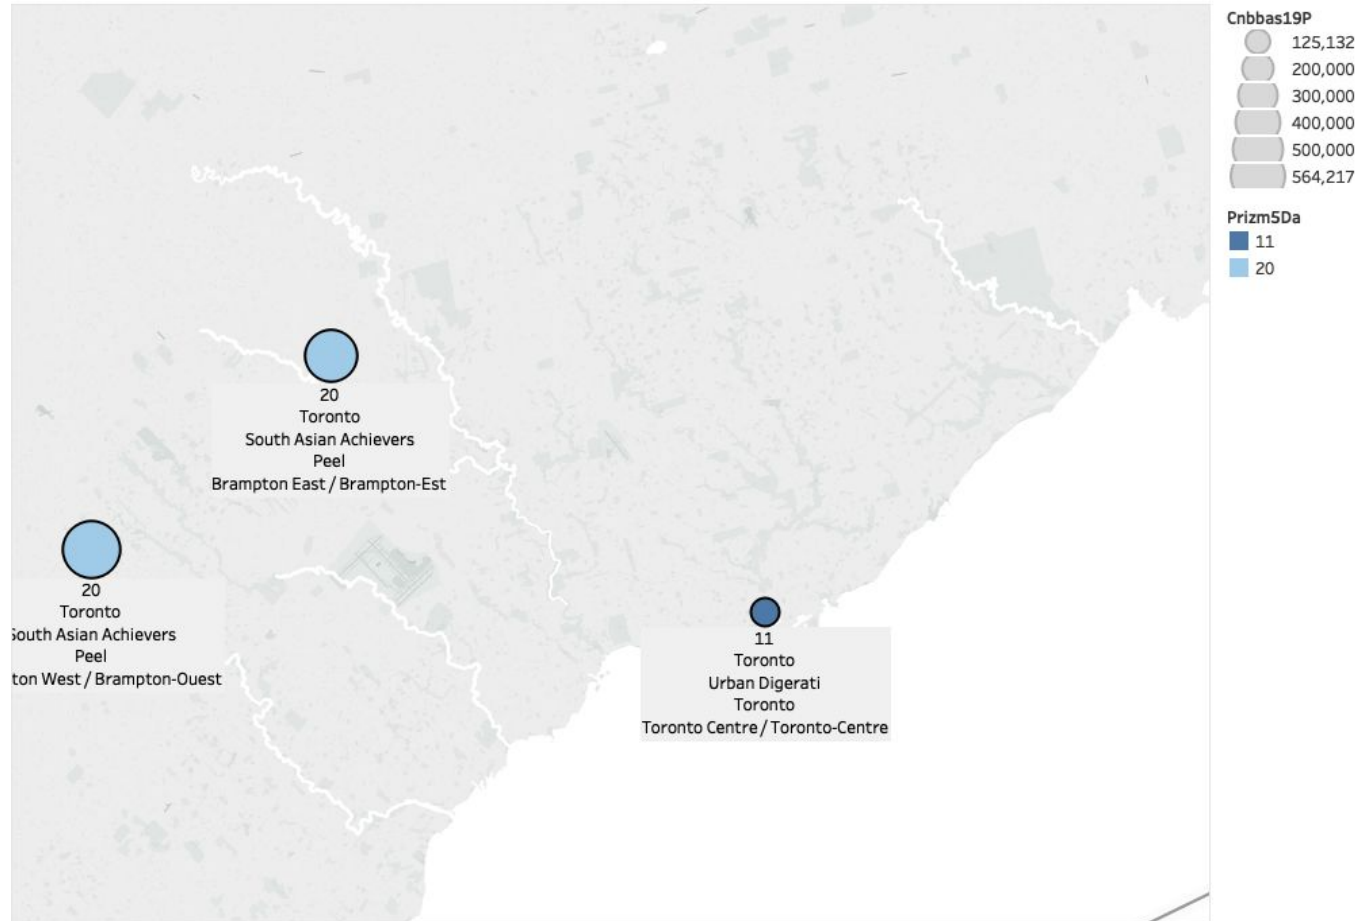 20
Toronto
South Asian Achievers
Peel
Brampton East / Brampton-Est
20
Toronto
South Asian Achievers
Peel
ton West / Brampton-Ouest
11
Toronto
Urban Digerati
Toronto
Toronto Centre / Toronto-Centre
Cnbbas19P
125,132
200,000
300,000
400,000
500,000
564,217
Prizm5Da
11
20